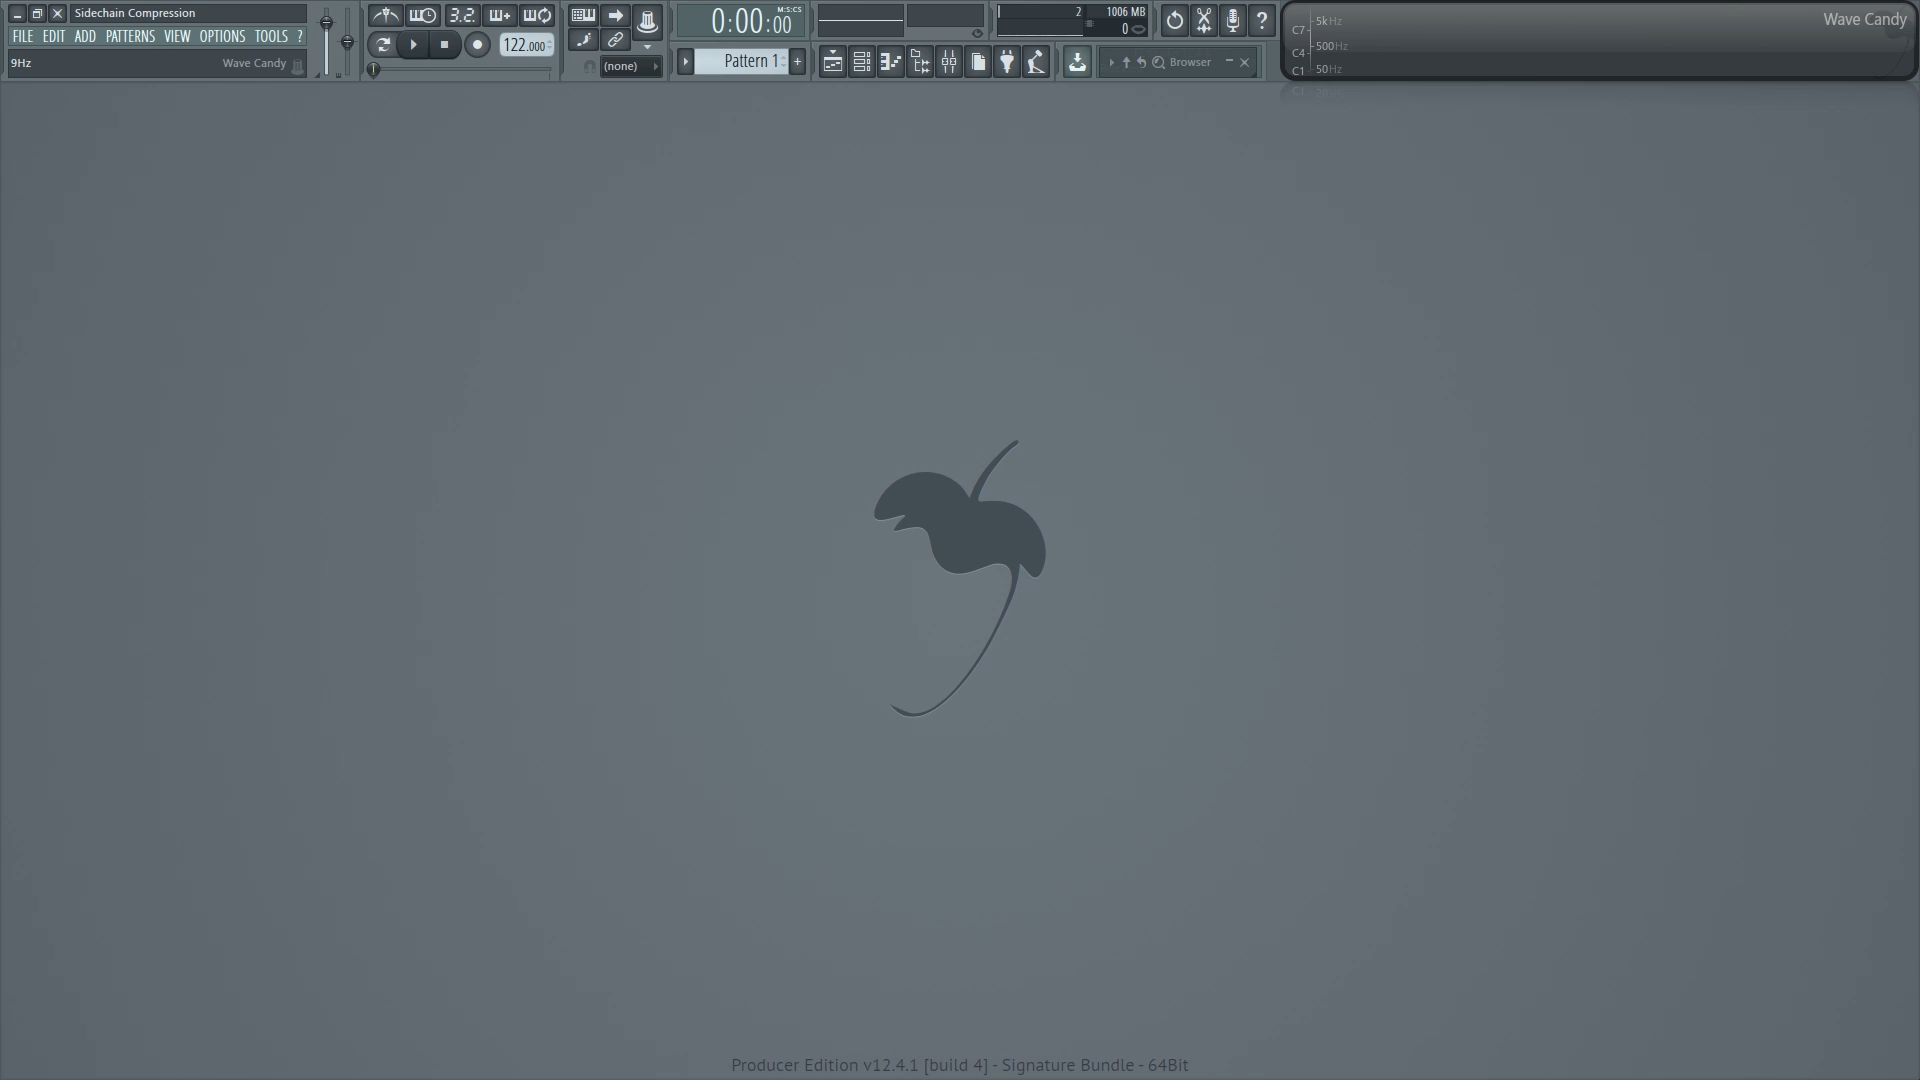 Sidechain Compression
FILE EDIT ADD PATTERNS VIEW OPTIONS TOOLS ?
9Hz Wave Candy
3.2.
122.000
(none)
0:00:00 M:S:CS
Pattern 1
+
2 1006 MB
0
?
Browser
Wave Candy
5kHz
C7
500Hz
C4
50Hz
C1
Producer Edition v12.4.1 [build 4] - Signature Bundle - 64Bit